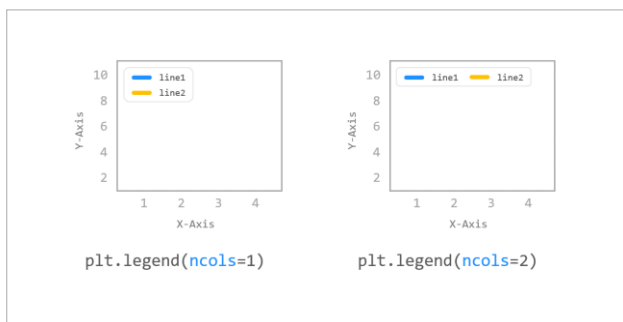 10
8
6
4
2
Y-Axis
line1
line2
1 2 3 4
X-Axis
plt.legend(ncols=1)
10
8
6
4
2
Y-Axis
line1 line2
1 2 3 4
X-Axis
plt.legend(ncols=2)